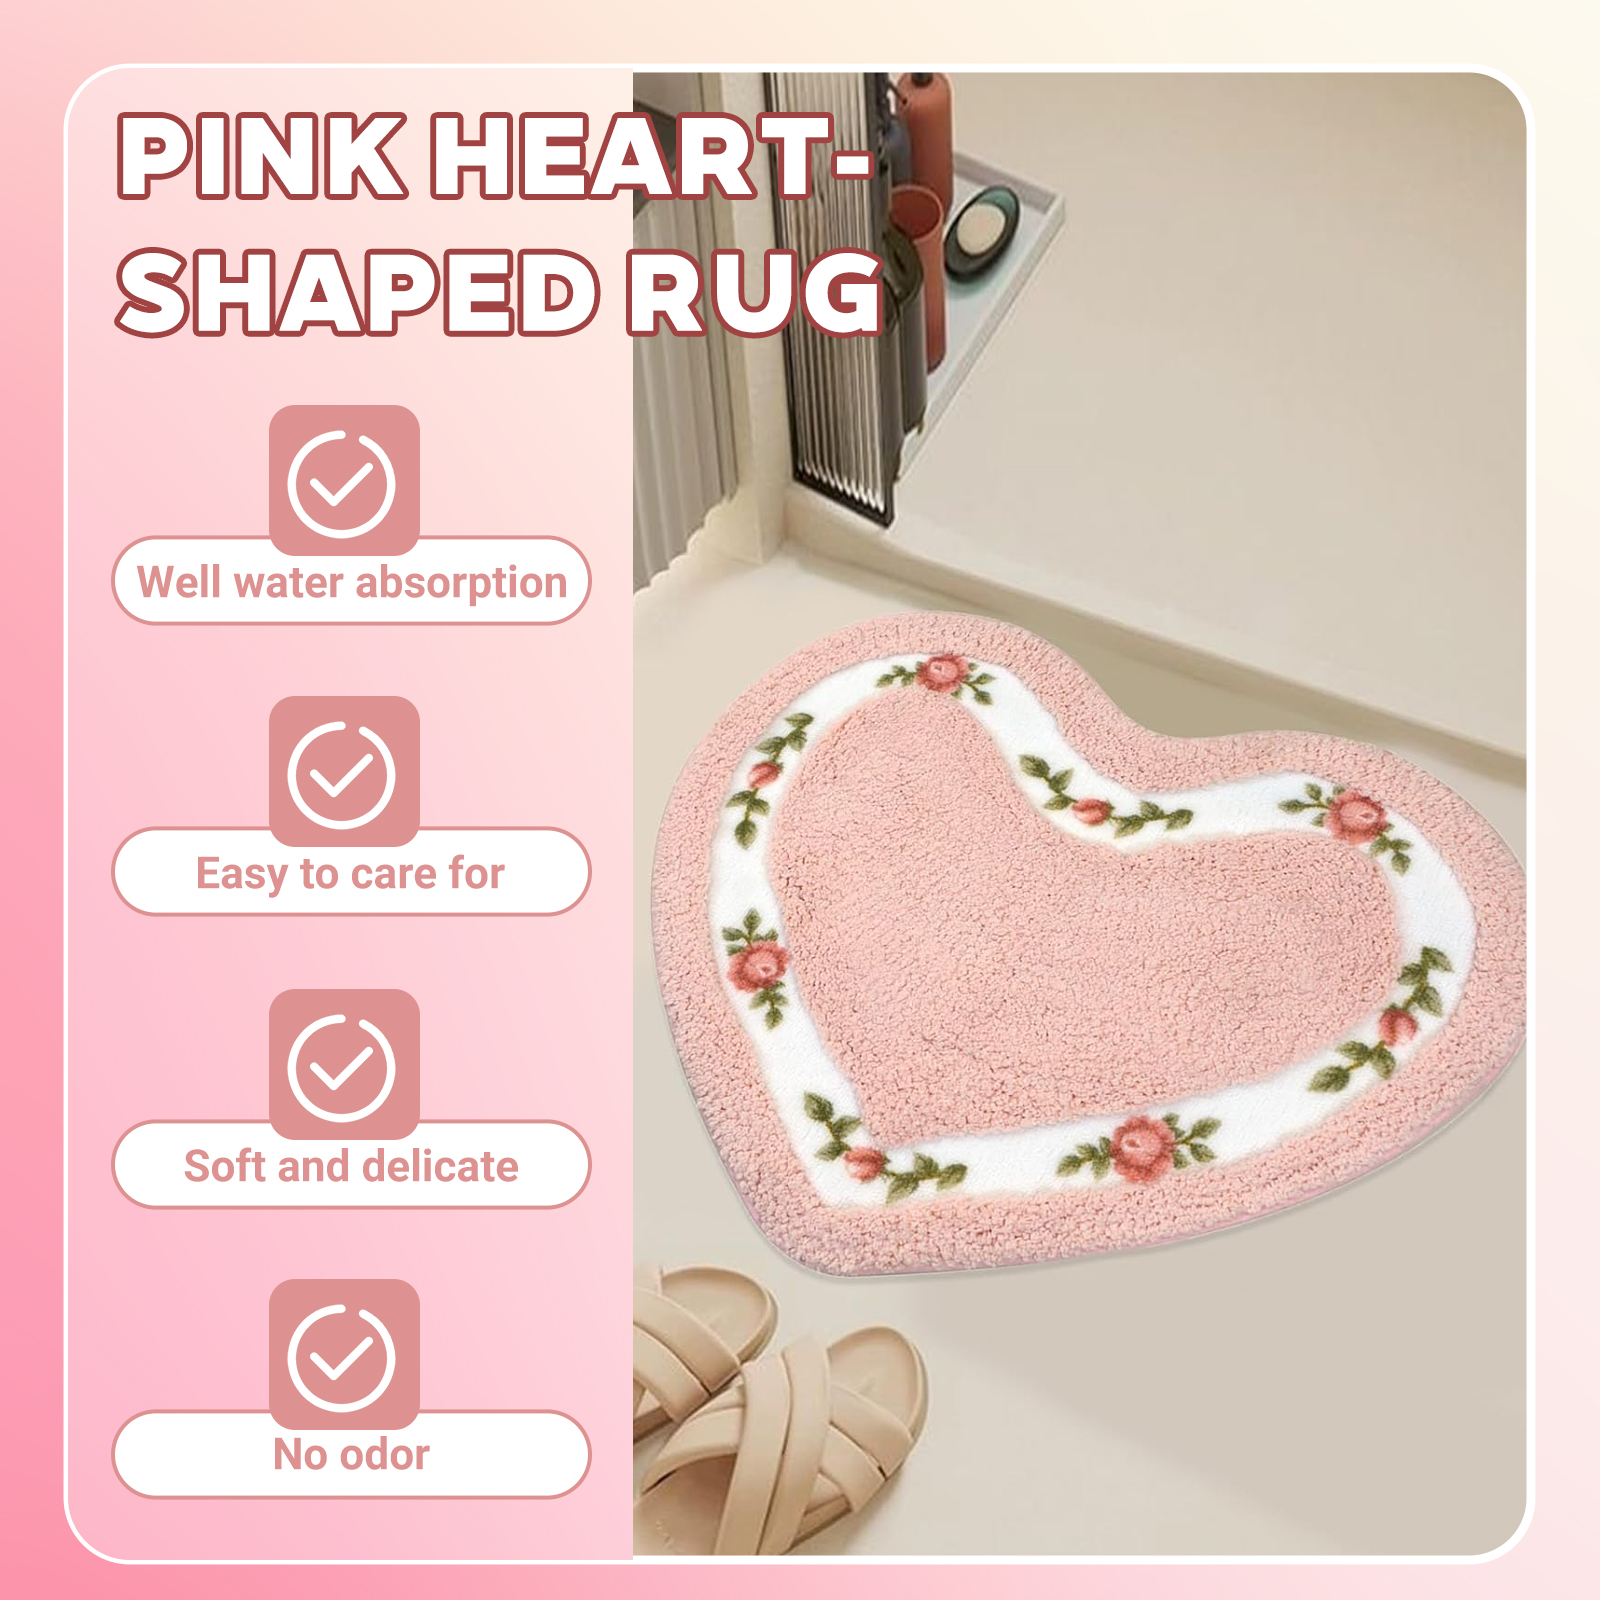 PINK HEART-
SHAPED RUG
Well water absorption
Easy to care for
Soft and delicate
No odor